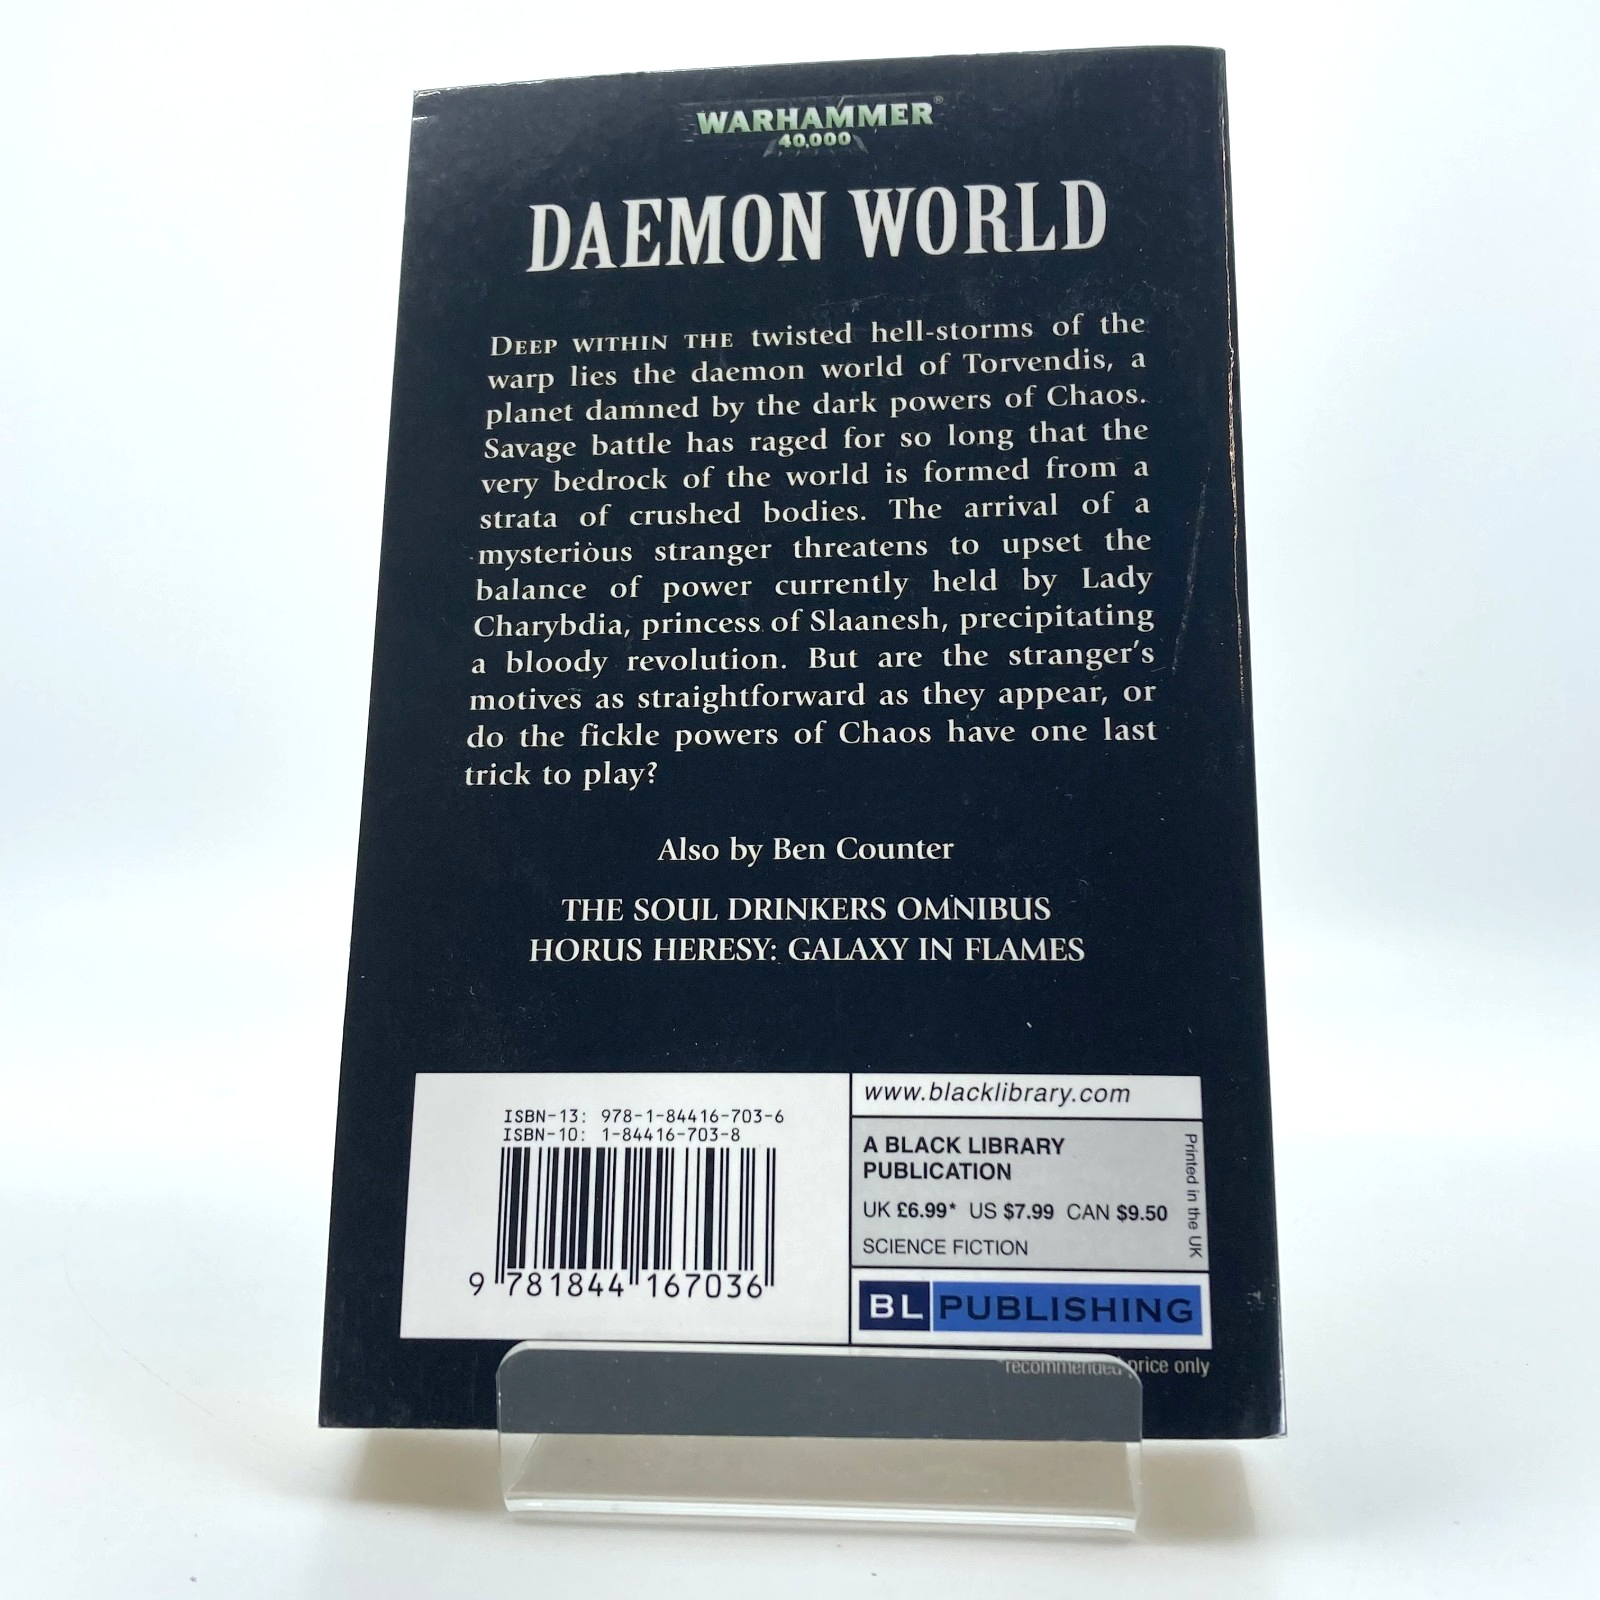 WARHAMMER®
40,000
DAEMON WORLD
DEEP WITHIN THE twisted hell-storms of the
warp lies the daemon world of Torvendis, a
planet damned by the dark powers of Chaos.
Savage battle has raged for so long that the
very bedrock of the world is formed from a
strata of crushed bodies. The arrival of a
mysterious stranger threatens to upset the
balance of power currently held by Lady
Charybdia, princess of Slaanesh, precipitating
a bloody revolution. But are the stranger's
motives as straightforward as they appear, or
do the fickle powers of Chaos have one last
trick to play?
Also by Ben Counter
THE SOUL DRINKERS OMNIBUS
HORUS HERESY: GALAXY IN FLAMES
ISBN-13: 978-1-84416-703-6
ISBN-10: 1-84416-703-8
9 781844 167036
www.blacklibrary.com
A BLACK LIBRARY
PUBLICATION
UK £6.99* US $7.99 CAN $9.50
SCIENCE FICTION
Printed in the UK
BL PUBLISHING
*recommended price only